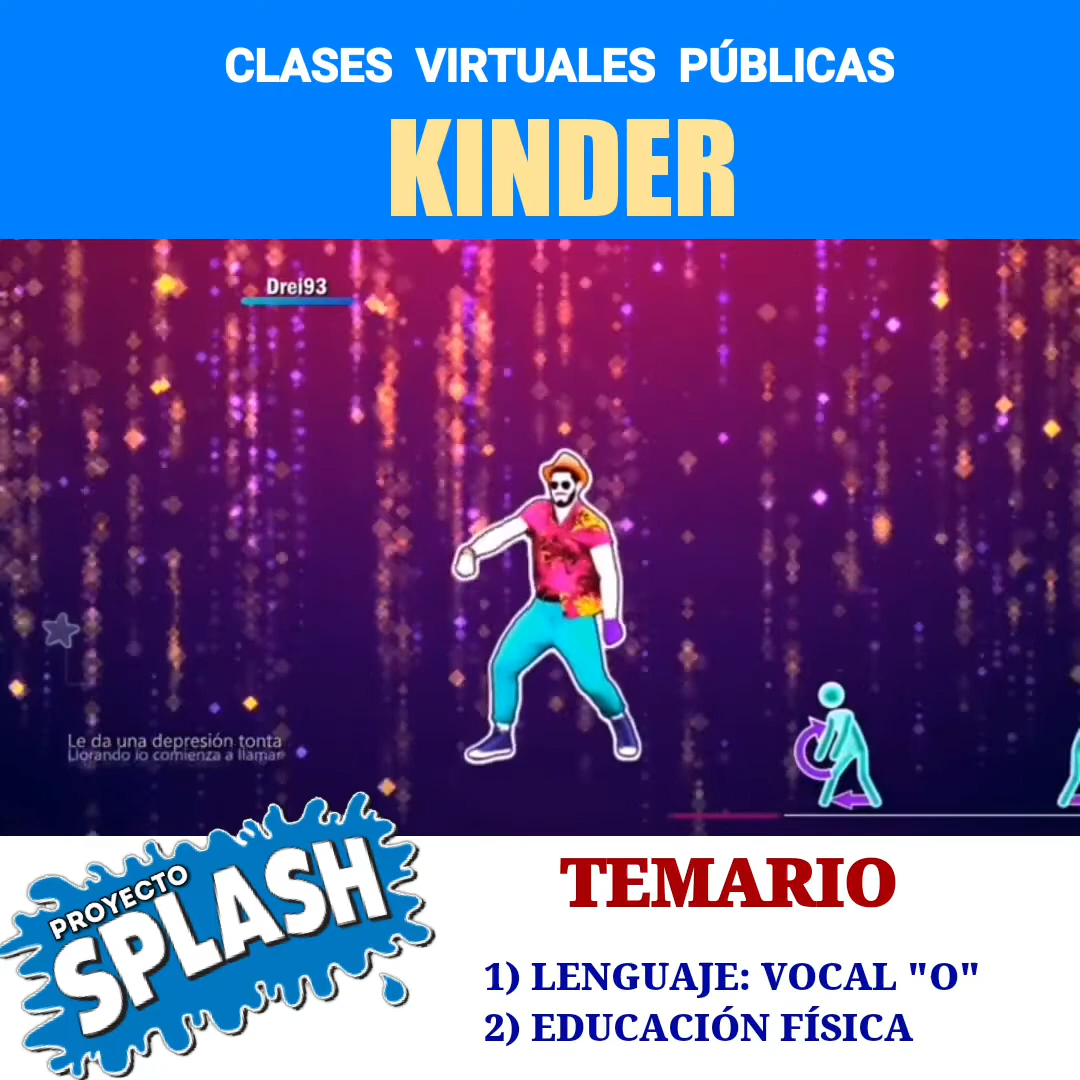 CLASES VIRTUALES PÚBLICAS
KINDER
Drei93
Le da una depresión tonta
Llorando lo comienza a llamar
PROYECTO
SPLASH
TEMARIO
1) LENGUAJE: VOCAL "O"
2) EDUCACIÓN FÍSICA